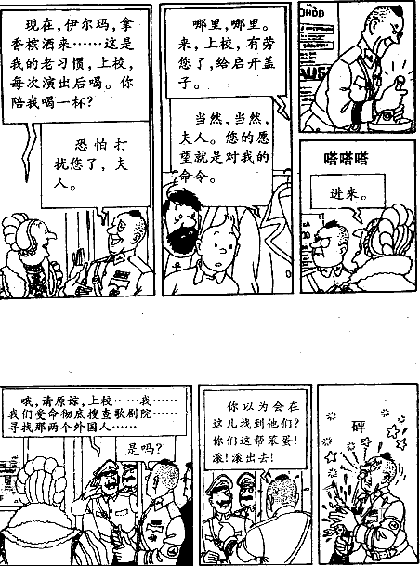 现在，伊尔玛，拿
香槟酒来……这是
我的老习惯，上校，
每次演出后喝。你
陪我喝一杯？
恐怕打
扰您了，夫
人。
哪里，哪里。
来，上校，有劳
您了，给启开盖
子。
当然、当然，
夫人。您的愿
望就是对我的
命令。
嗒嗒嗒
进来。
哦，请原谅，上校……我……
我们受命彻底搜查歌剧院……
寻找那两个外国人……
是吗？
你以为会在
这儿找到他们？
你们这帮笨蛋！
滚！滚出去！
砰